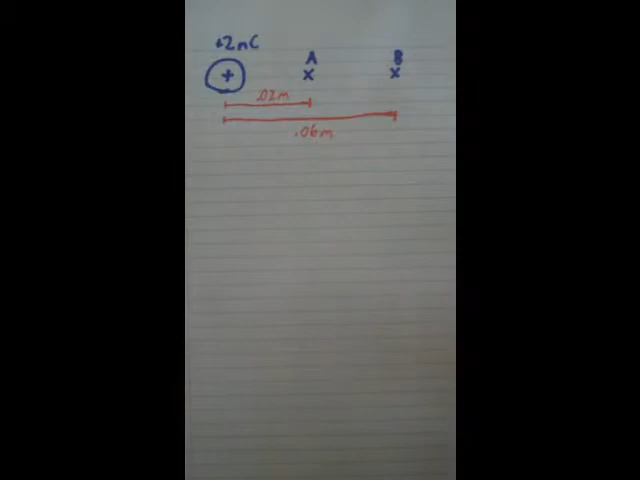 +2nC
A B
+ x x
.02m
.06m